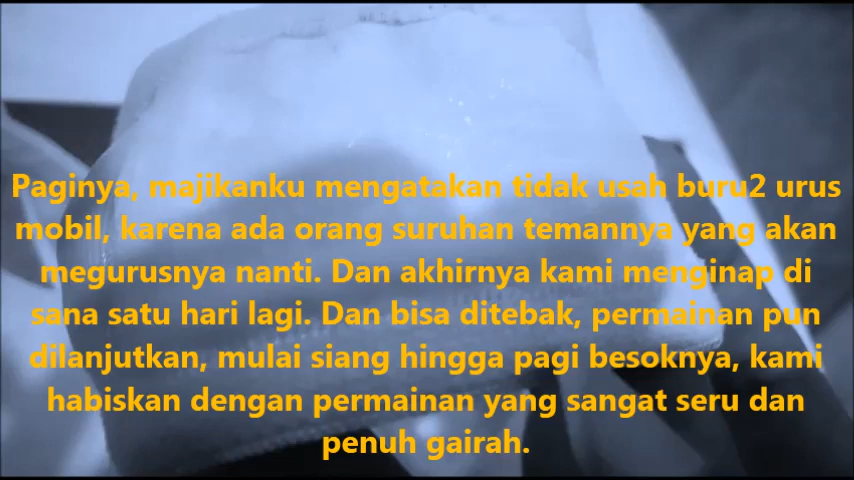 Paginya, majikanku mengatakan tidak usah buru2 urus
mobil, karena ada orang suruhan temannya yang akan
megurusnya nanti. Dan akhirnya kami menginap di
sana satu hari lagi. Dan bisa ditebak, permainan pun
dilanjutkan, mulai siang hingga pagi besoknya, kami
habiskan dengan permainan yang sangat seru dan
penuh gairah.